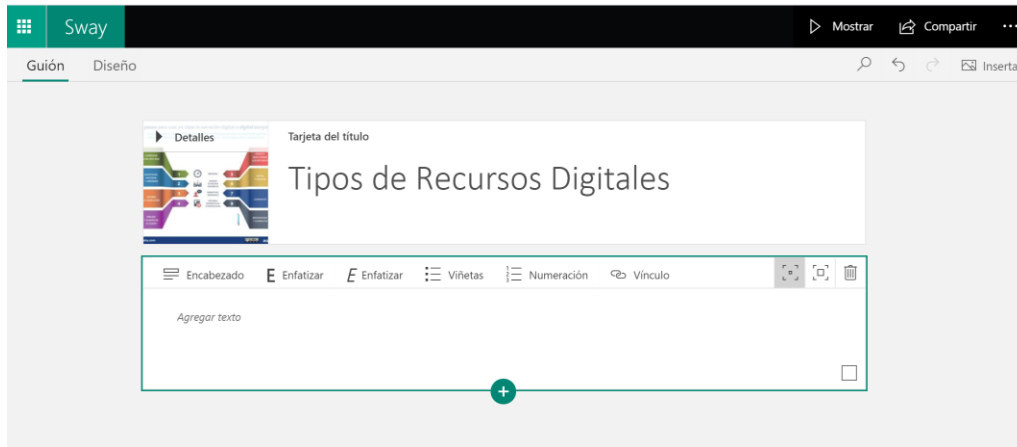 Sway
Mostrar
Compartir
Guión
Diseño
Inserta
Detalles
Tarjeta del título
Tipos de Recursos Digitales
Encabezado
E Enfatizar
E Enfatizar
Viñetas
Numeración
Vínculo
Agregar texto